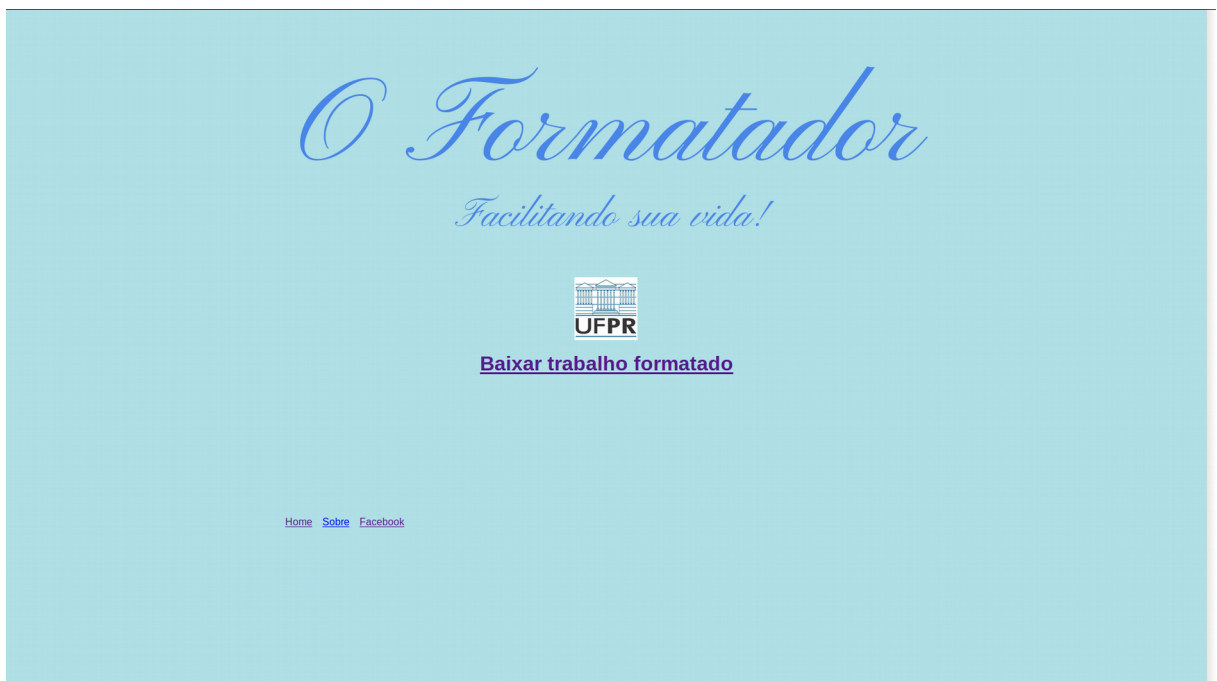 O Formatador
Facilitando sua vida!
UFPR
Baixar trabalho formatado
Home Sobre Facebook